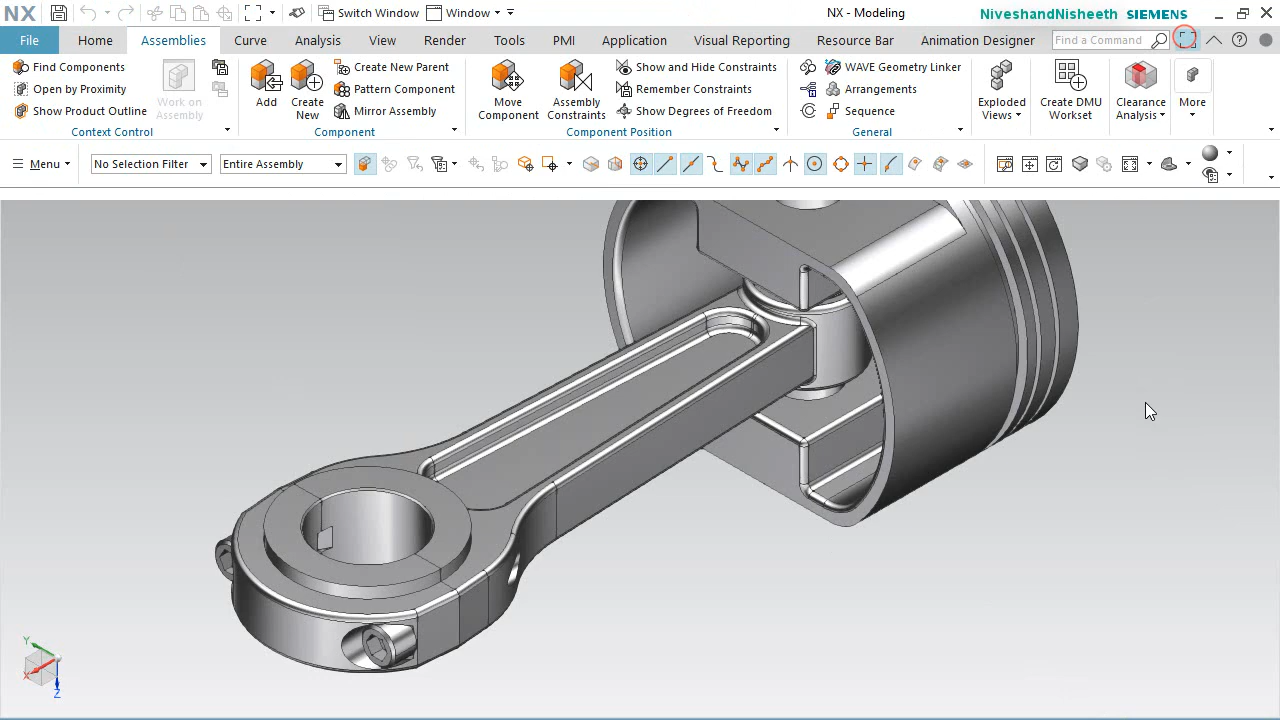 NX Switch Window Window NX - Modeling NiveshandNisheeth SIEMENS
File Home Assemblies Curve Analysis View Render Tools PMI Application Visual Reporting Resource Bar Animation Designer Find a Command
Find Components
Open by Proximity
Show Product Outline
Work on
Assembly
Context Control
Add
Create
New
Create New Parent
Pattern Component
Mirror Assembly
Component
Move
Component
Assembly
Constraints
Show and Hide Constraints
Remember Constraints
Show Degrees of Freedom
Component Position
WAVE Geometry Linker
Arrangements
Sequence
General
Exploded
Views
Create DMU
Workset
Clearance
Analysis
More
Menu No Selection Filter Entire Assembly
Y
X
Z